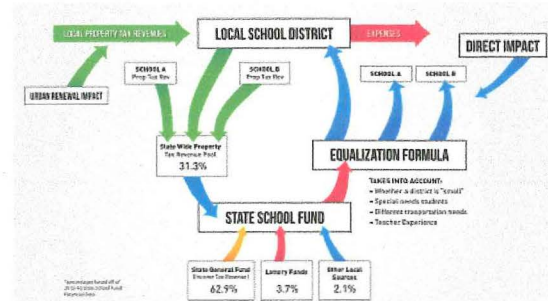 LOCAL PROPERTY TAX REVENUES
LOCAL SCHOOL DISTRICT
EXPENSES
DIRECT IMPACT
SCHOOL A
Prop Tax Rev
SCHOOL B
Prop Tax Rev
SCHOOL A
SCHOOL B
URBAN RENEWAL IMPACT
State Wide Property
Tax Revenue Pool
31.3%
EQUALIZATION FORMULA
TAKES INTO ACCOUNT:
- Whether a district is "small"
- Special needs students
- Different transportation needs
- Teacher Experience
STATE SCHOOL FUND
State General Fund
(Income Tax Revenue)
62.9%
Lottery Funds
3.7%
Other Local
Sources
2.1%